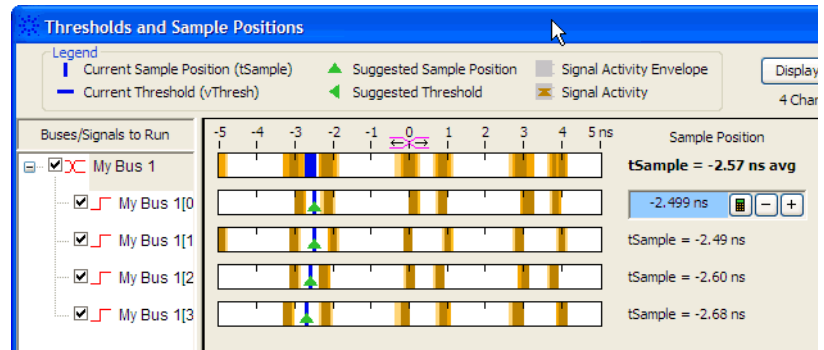 Thresholds and Sample Positions
Legend
Current Sample Position (tSample)
Suggested Sample Position
Signal Activity Envelope
Current Threshold (vThresh)
Suggested Threshold
Signal Activity
Display
4 Char
Buses/Signals to Run
-5 -4 -3 -2 -1 0 1 2 3 4 5 ns
Sample Position
My Bus 1
tSample = -2.57 ns avg
My Bus 1[0
-2.499 ns
My Bus 1[1
tSample = -2.49 ns
My Bus 1[2
tSample = -2.60 ns
My Bus 1[3
tSample = -2.68 ns